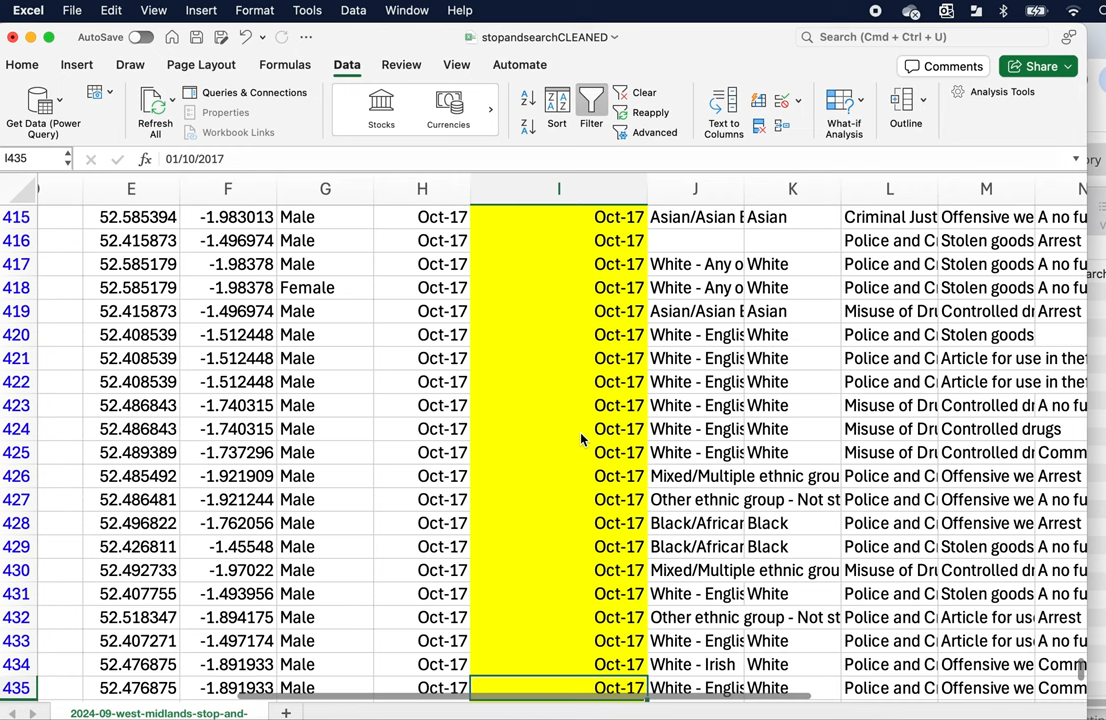 Excel File Edit View Insert Format Tools Data Window Help
AutoSave stopandsearchCLEANED Search (Cmd + Ctrl + U)
Home Insert Draw Page Layout Formulas Data Review View Automate Comments Share
Get Data (Power Query) Refresh All Queries & Connections Properties Workbook Links Stocks Currencies Sort Filter Clear Reapply Advanced Text to Columns What-if Analysis Outline Analysis Tools
I435 fx 01/10/2017
E F G H I J K L M N
415 52.585394 -1.983013 Male Oct-17 Oct-17 Asian/Asian Asian Criminal Just Offensive we A no fu
416 52.415873 -1.496974 Male Oct-17 Oct-17 Police and C Stolen goods Arrest
417 52.585179 -1.98378 Male Oct-17 Oct-17 White - Any o White Police and C Stolen goods A no fu
418 52.585179 -1.98378 Female Oct-17 Oct-17 White - Any o White Police and C Stolen goods A no fu
419 52.415873 -1.496974 Male Oct-17 Oct-17 Asian/Asian Asian Misuse of Dru Controlled dr Arrest
420 52.408539 -1.512448 Male Oct-17 Oct-17 White - Englis White Police and C Stolen goods
421 52.408539 -1.512448 Male Oct-17 Oct-17 White - Englis White Police and C Article for use in thef
422 52.408539 -1.512448 Male Oct-17 Oct-17 White - Englis White Police and C Article for use in thef
423 52.486843 -1.740315 Male Oct-17 Oct-17 White - Englis White Misuse of Dru Controlled dr A no fu
424 52.486843 -1.740315 Male Oct-17 Oct-17 White - Englis White Misuse of Dru Controlled drugs
425 52.489389 -1.737296 Male Oct-17 Oct-17 White - Englis White Misuse of Dru Controlled dr Comm
426 52.485492 -1.921909 Male Oct-17 Oct-17 Mixed/Multiple ethnic grou Police and C Offensive we Arrest
427 52.486481 -1.921244 Male Oct-17 Oct-17 Other ethnic group - Not st Police and C Offensive we A no fu
428 52.496822 -1.762056 Male Oct-17 Oct-17 Black/African Black Police and C Offensive we Arrest
429 52.426811 -1.45548 Male Oct-17 Oct-17 Black/African Black Police and C Stolen goods A no fu
430 52.492733 -1.97022 Male Oct-17 Oct-17 Mixed/Multiple ethnic grou Misuse of Dru Controlled dr A no fu
431 52.407755 -1.493956 Male Oct-17 Oct-17 White - Englis White Police and C Stolen goods A no fu
432 52.518347 -1.894175 Male Oct-17 Oct-17 Other ethnic group - Not st Police and C Article for us Arrest
433 52.407271 -1.497174 Male Oct-17 Oct-17 White - Englis White Police and C Article for us A no fu
434 52.476875 -1.891933 Male Oct-17 Oct-17 White - Irish White Police and C Offensive we Comm
435 52.476875 -1.891933 Male Oct-17 Oct-17 White - Englis White Police and C Offensive we Comm
2024-09-west-midlands-stop-and-